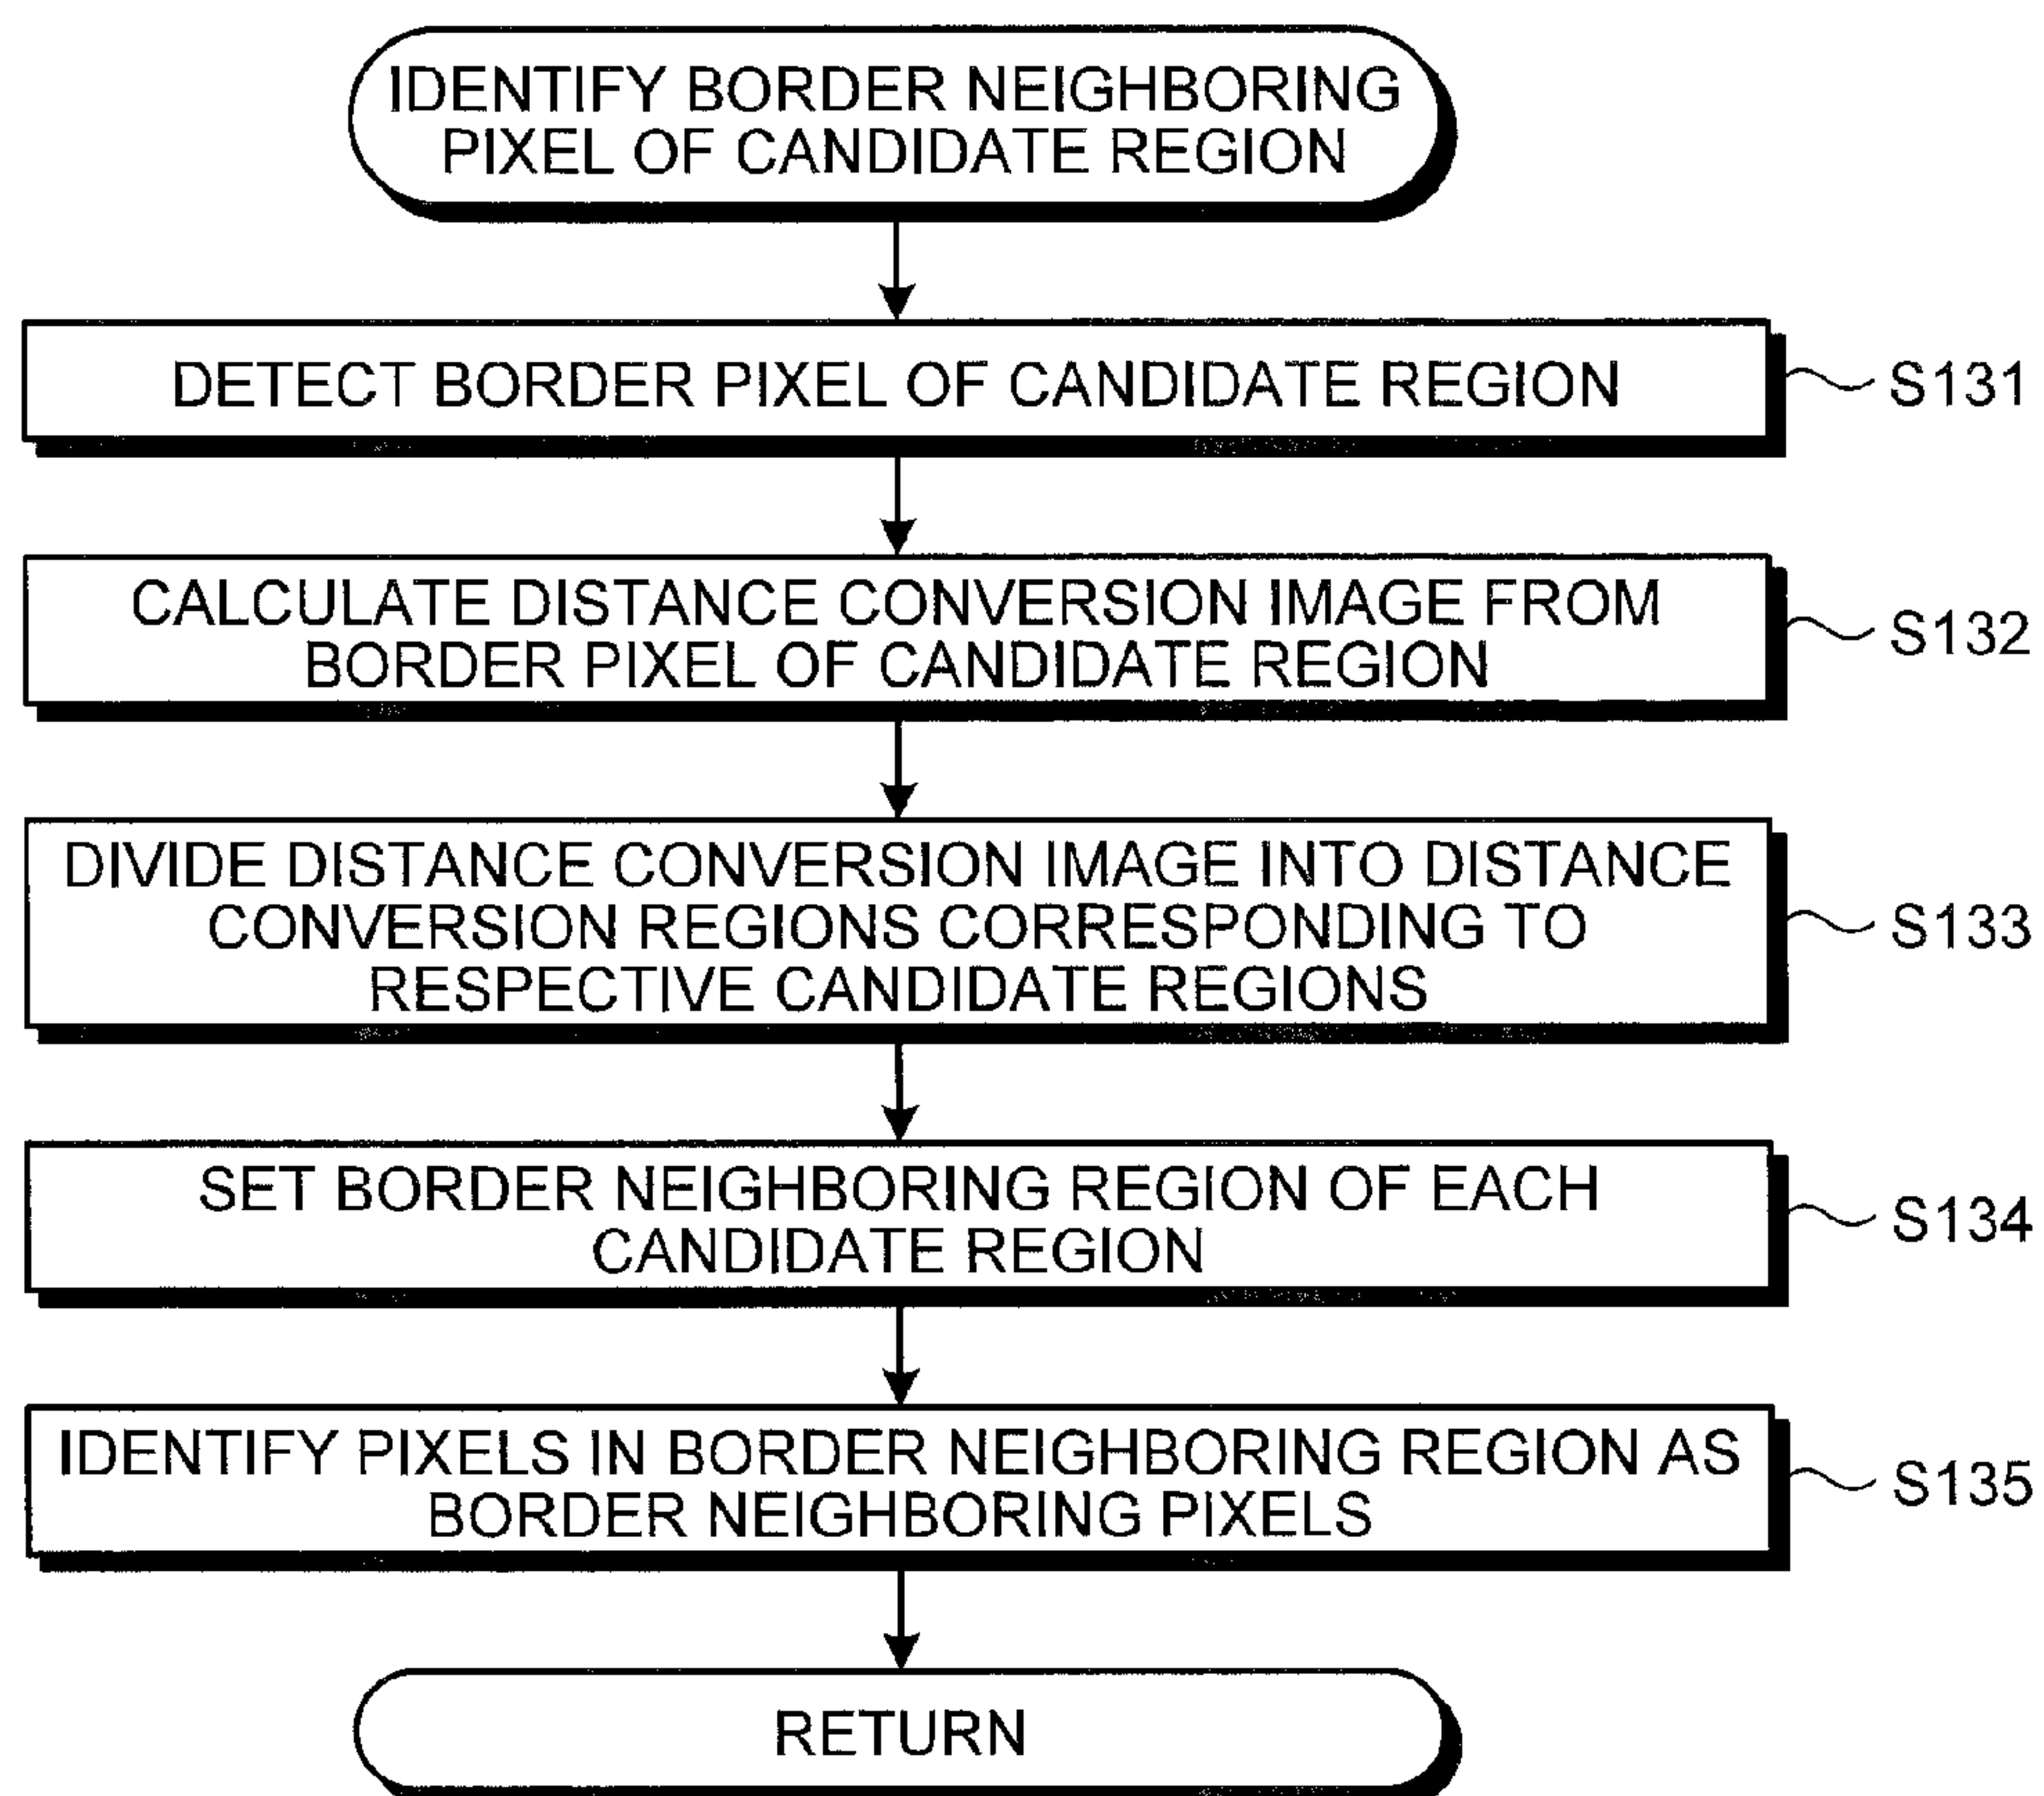 IDENTIFY BORDER NEIGHBORING
PIXEL OF CANDIDATE REGION
DETECT BORDER PIXEL OF CANDIDATE REGION
S131
CALCULATE DISTANCE CONVERSION IMAGE FROM
BORDER PIXEL OF CANDIDATE REGION
S132
DIVIDE DISTANCE CONVERSION IMAGE INTO DISTANCE
CONVERSION REGIONS CORRESPONDING TO
RESPECTIVE CANDIDATE REGIONS
S133
SET BORDER NEIGHBORING REGION OF EACH
CANDIDATE REGION
S134
IDENTIFY PIXELS IN BORDER NEIGHBORING REGION AS
BORDER NEIGHBORING PIXELS
S135
RETURN